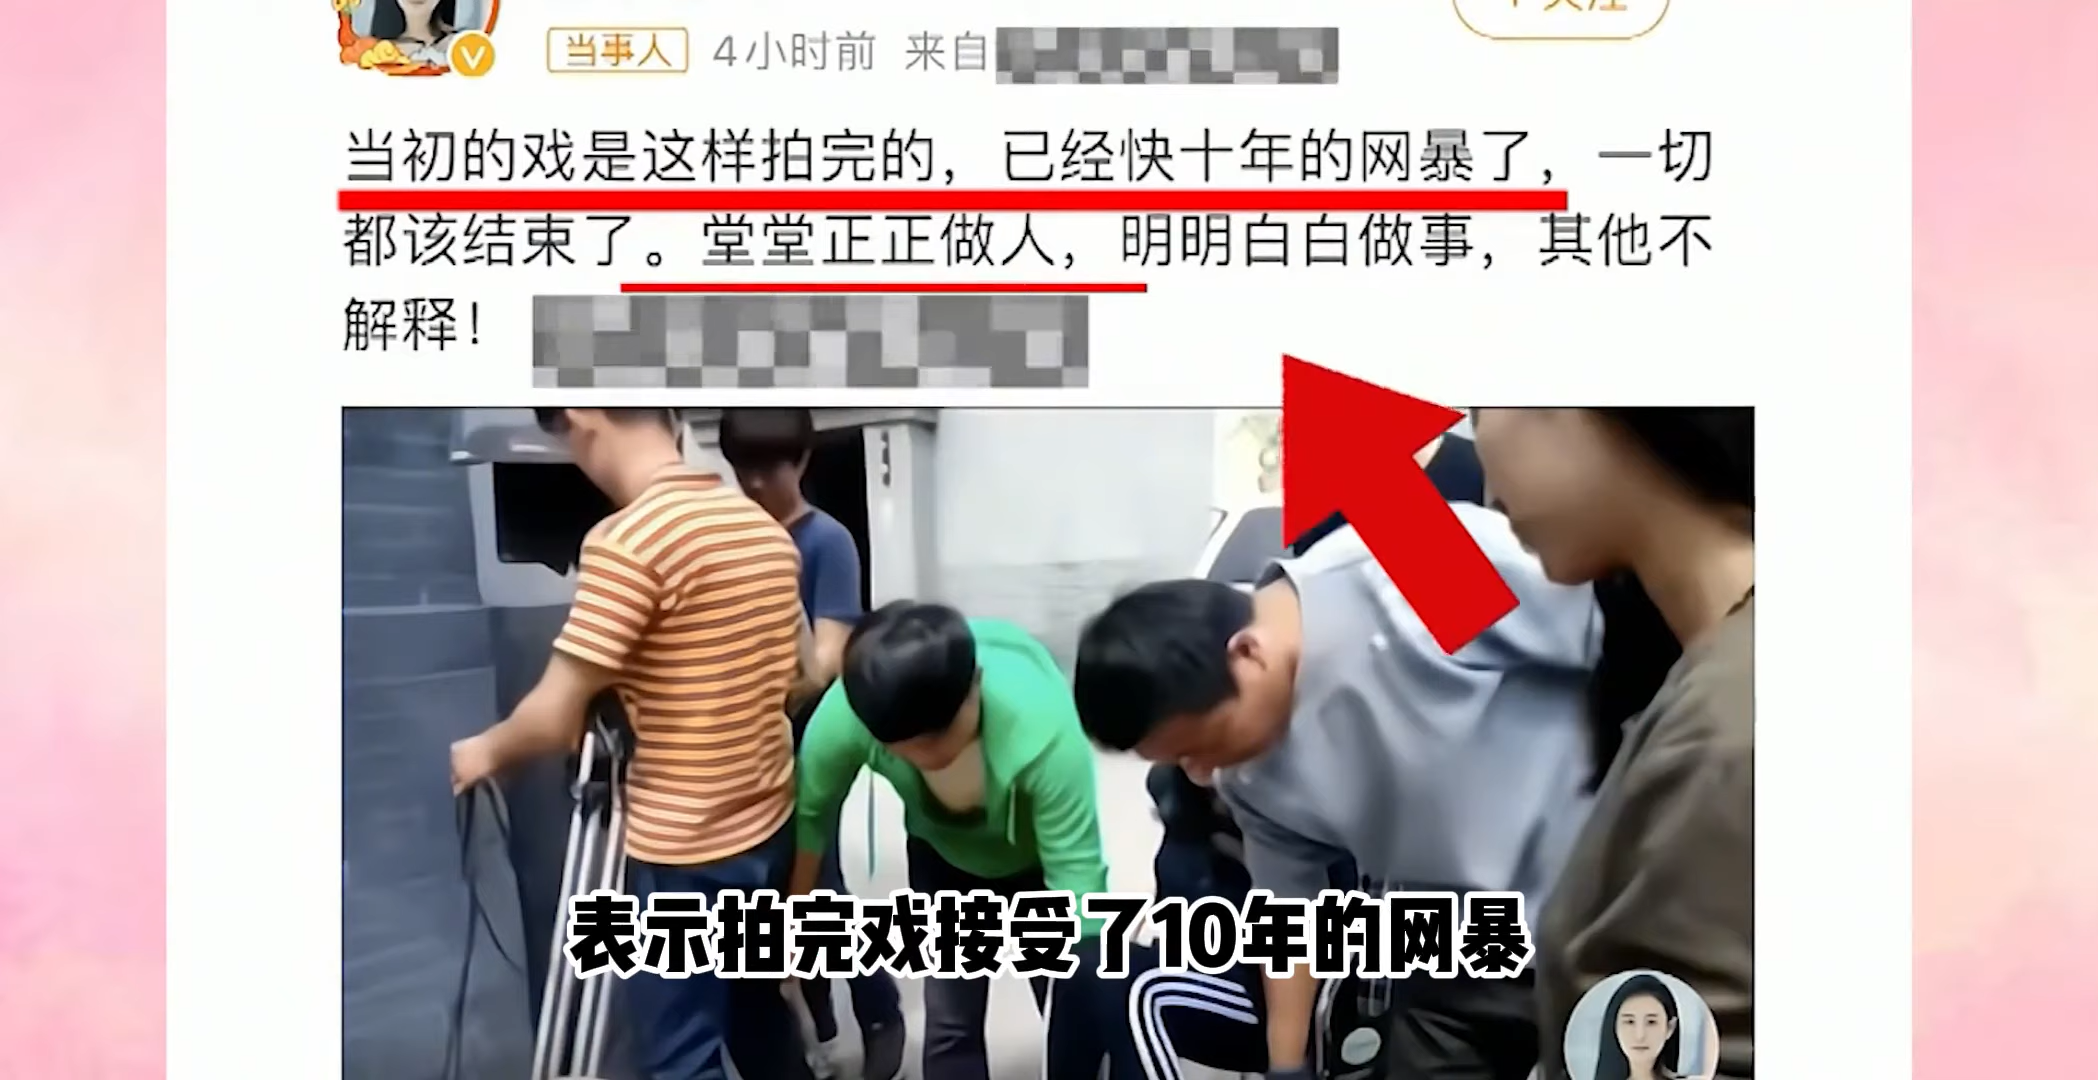 当事人 4小时前 来自
当初的戏是这样拍完的，已经快十年的网暴了，一切
都该结束了。堂堂正正做人，明明白白做事，其他不
解释！
表示拍完戏接受了10年的网暴